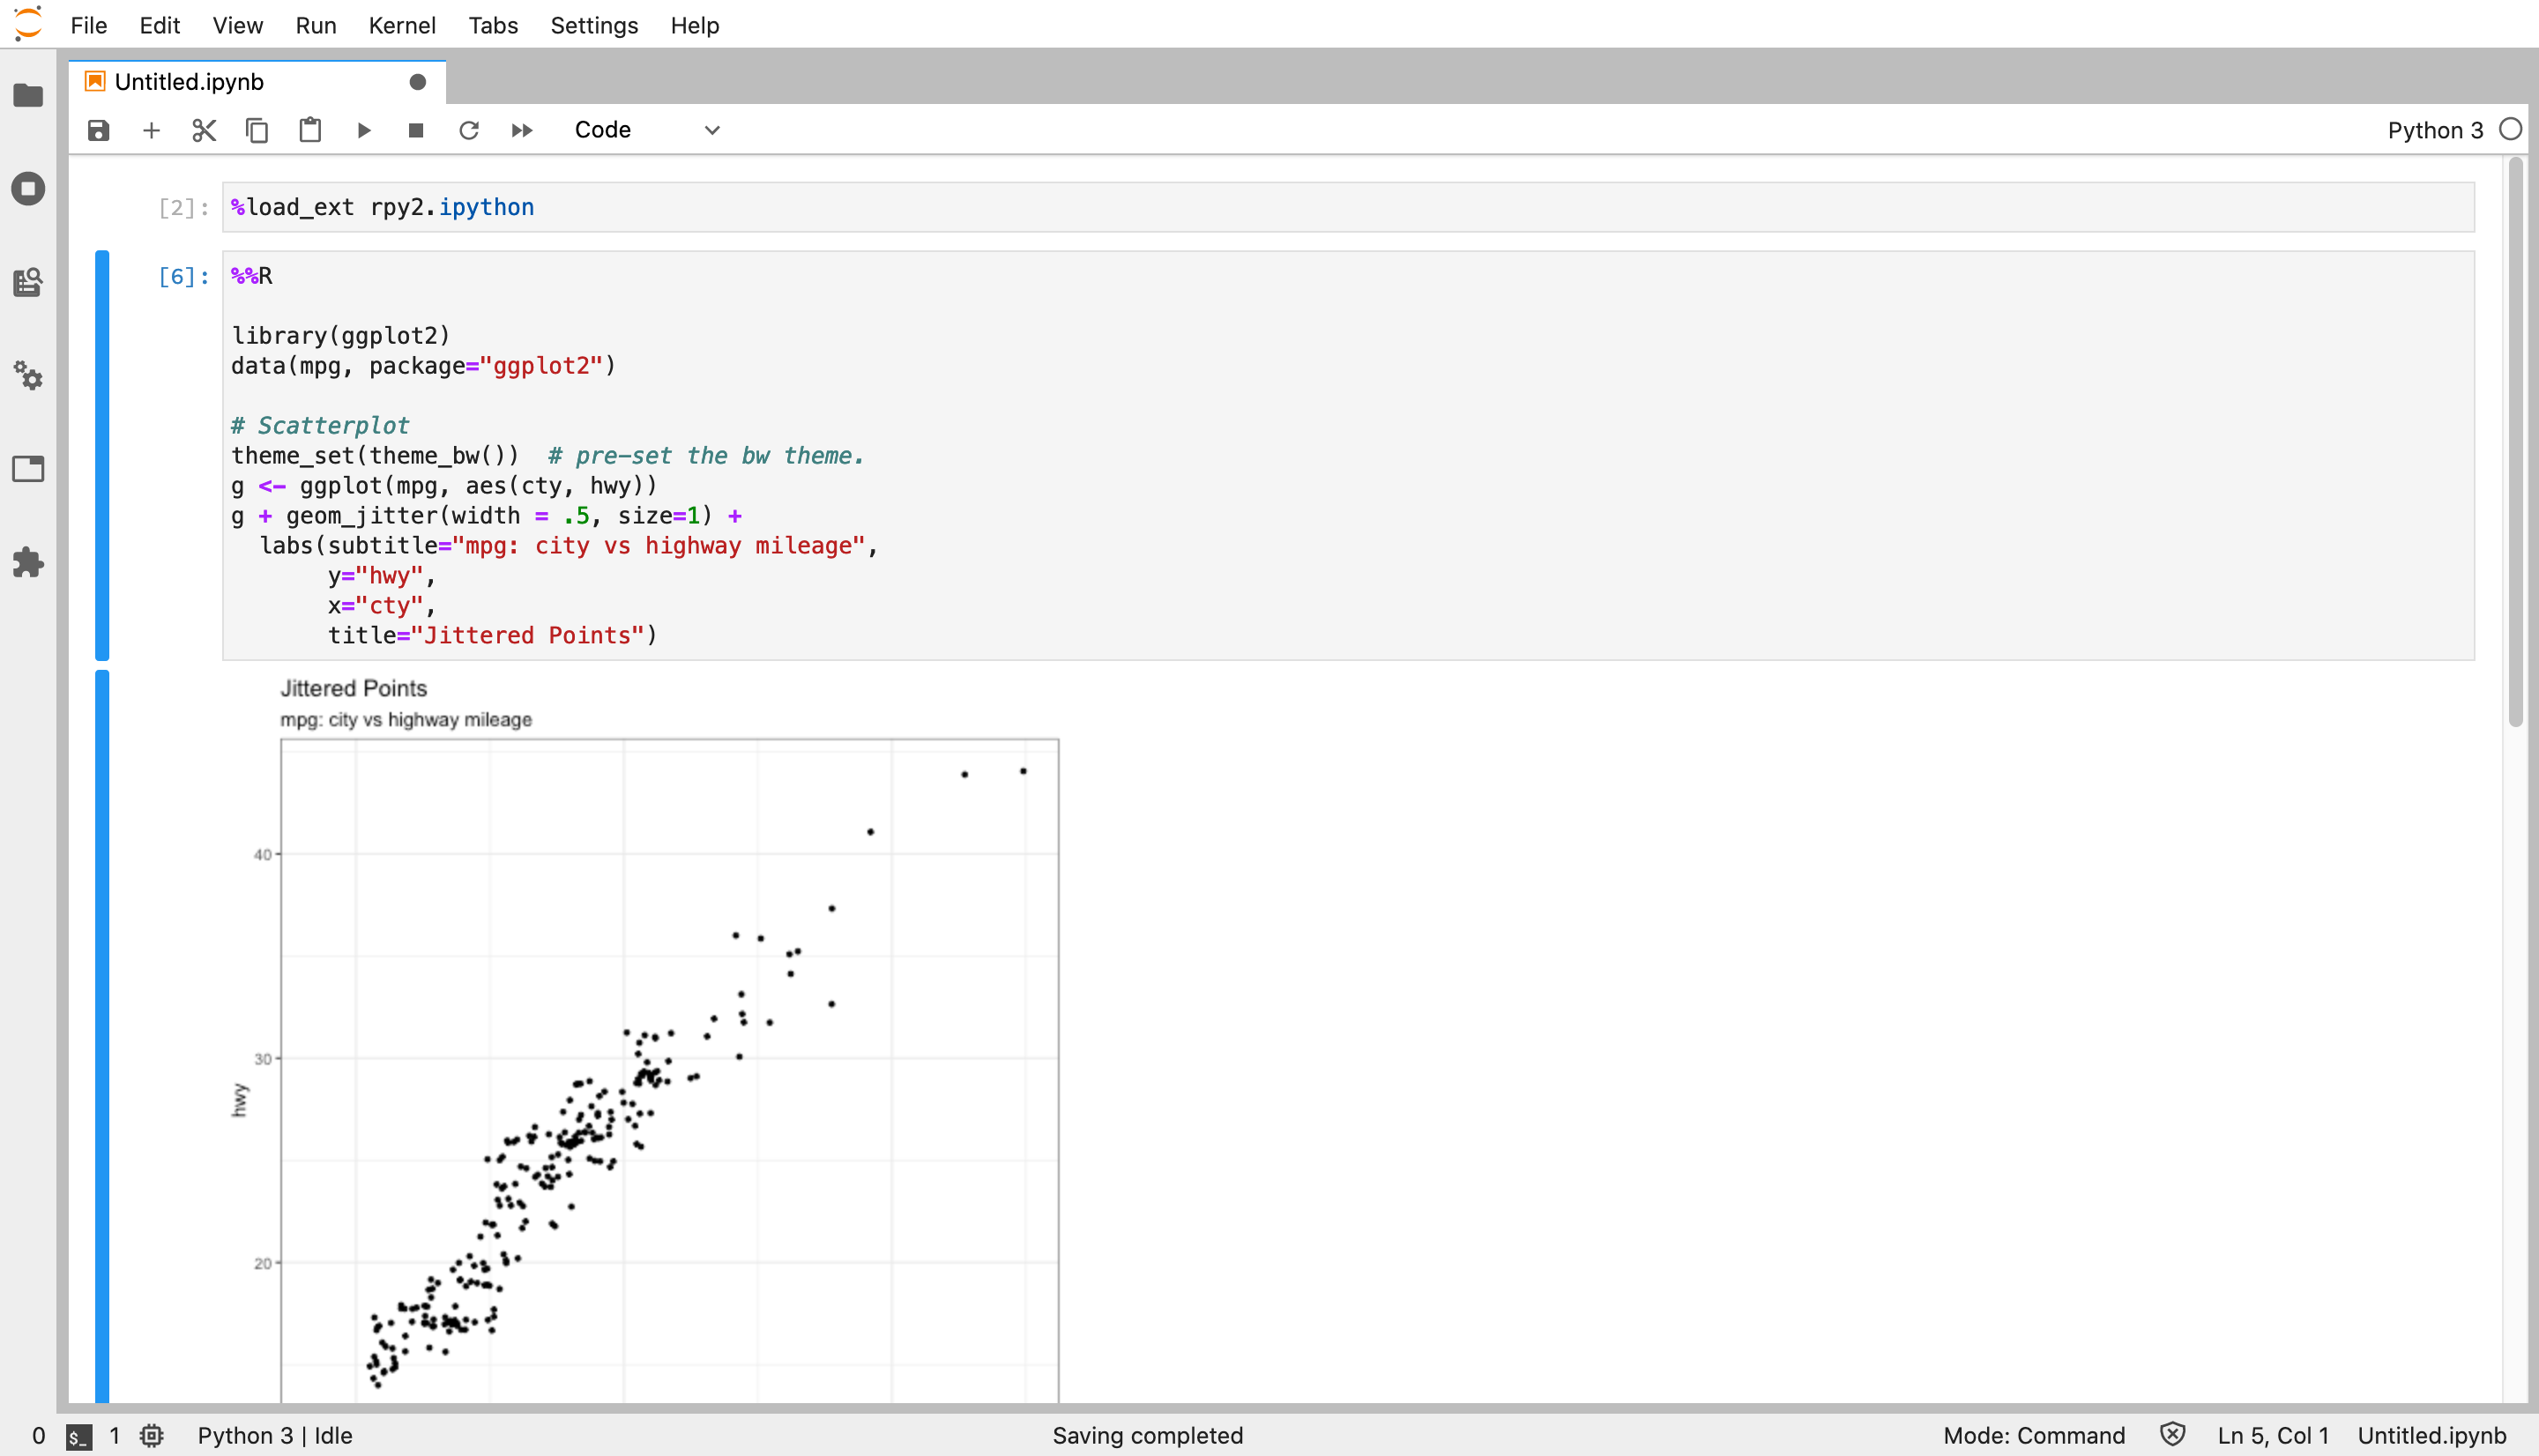 File Edit View Run Kernel Tabs Settings Help
Untitled.ipynb
Code
Python 3
[2]: %load_ext rpy2.ipython
[6]: %%R
library(ggplot2)
data(mpg, package="ggplot2")
# Scatterplot
theme_set(theme_bw())  # pre-set the bw theme.
g <- ggplot(mpg, aes(cty, hwy))
g + geom_jitter(width = .5, size=1) +
  labs(subtitle="mpg: city vs highway mileage",
       y="hwy",
       x="cty",
       title="Jittered Points")
Jittered Points
mpg: city vs highway mileage
40
30
hwy
20
0 $_ 1 Python 3 | Idle Saving completed Mode: Command Ln 5, Col 1 Untitled.ipynb